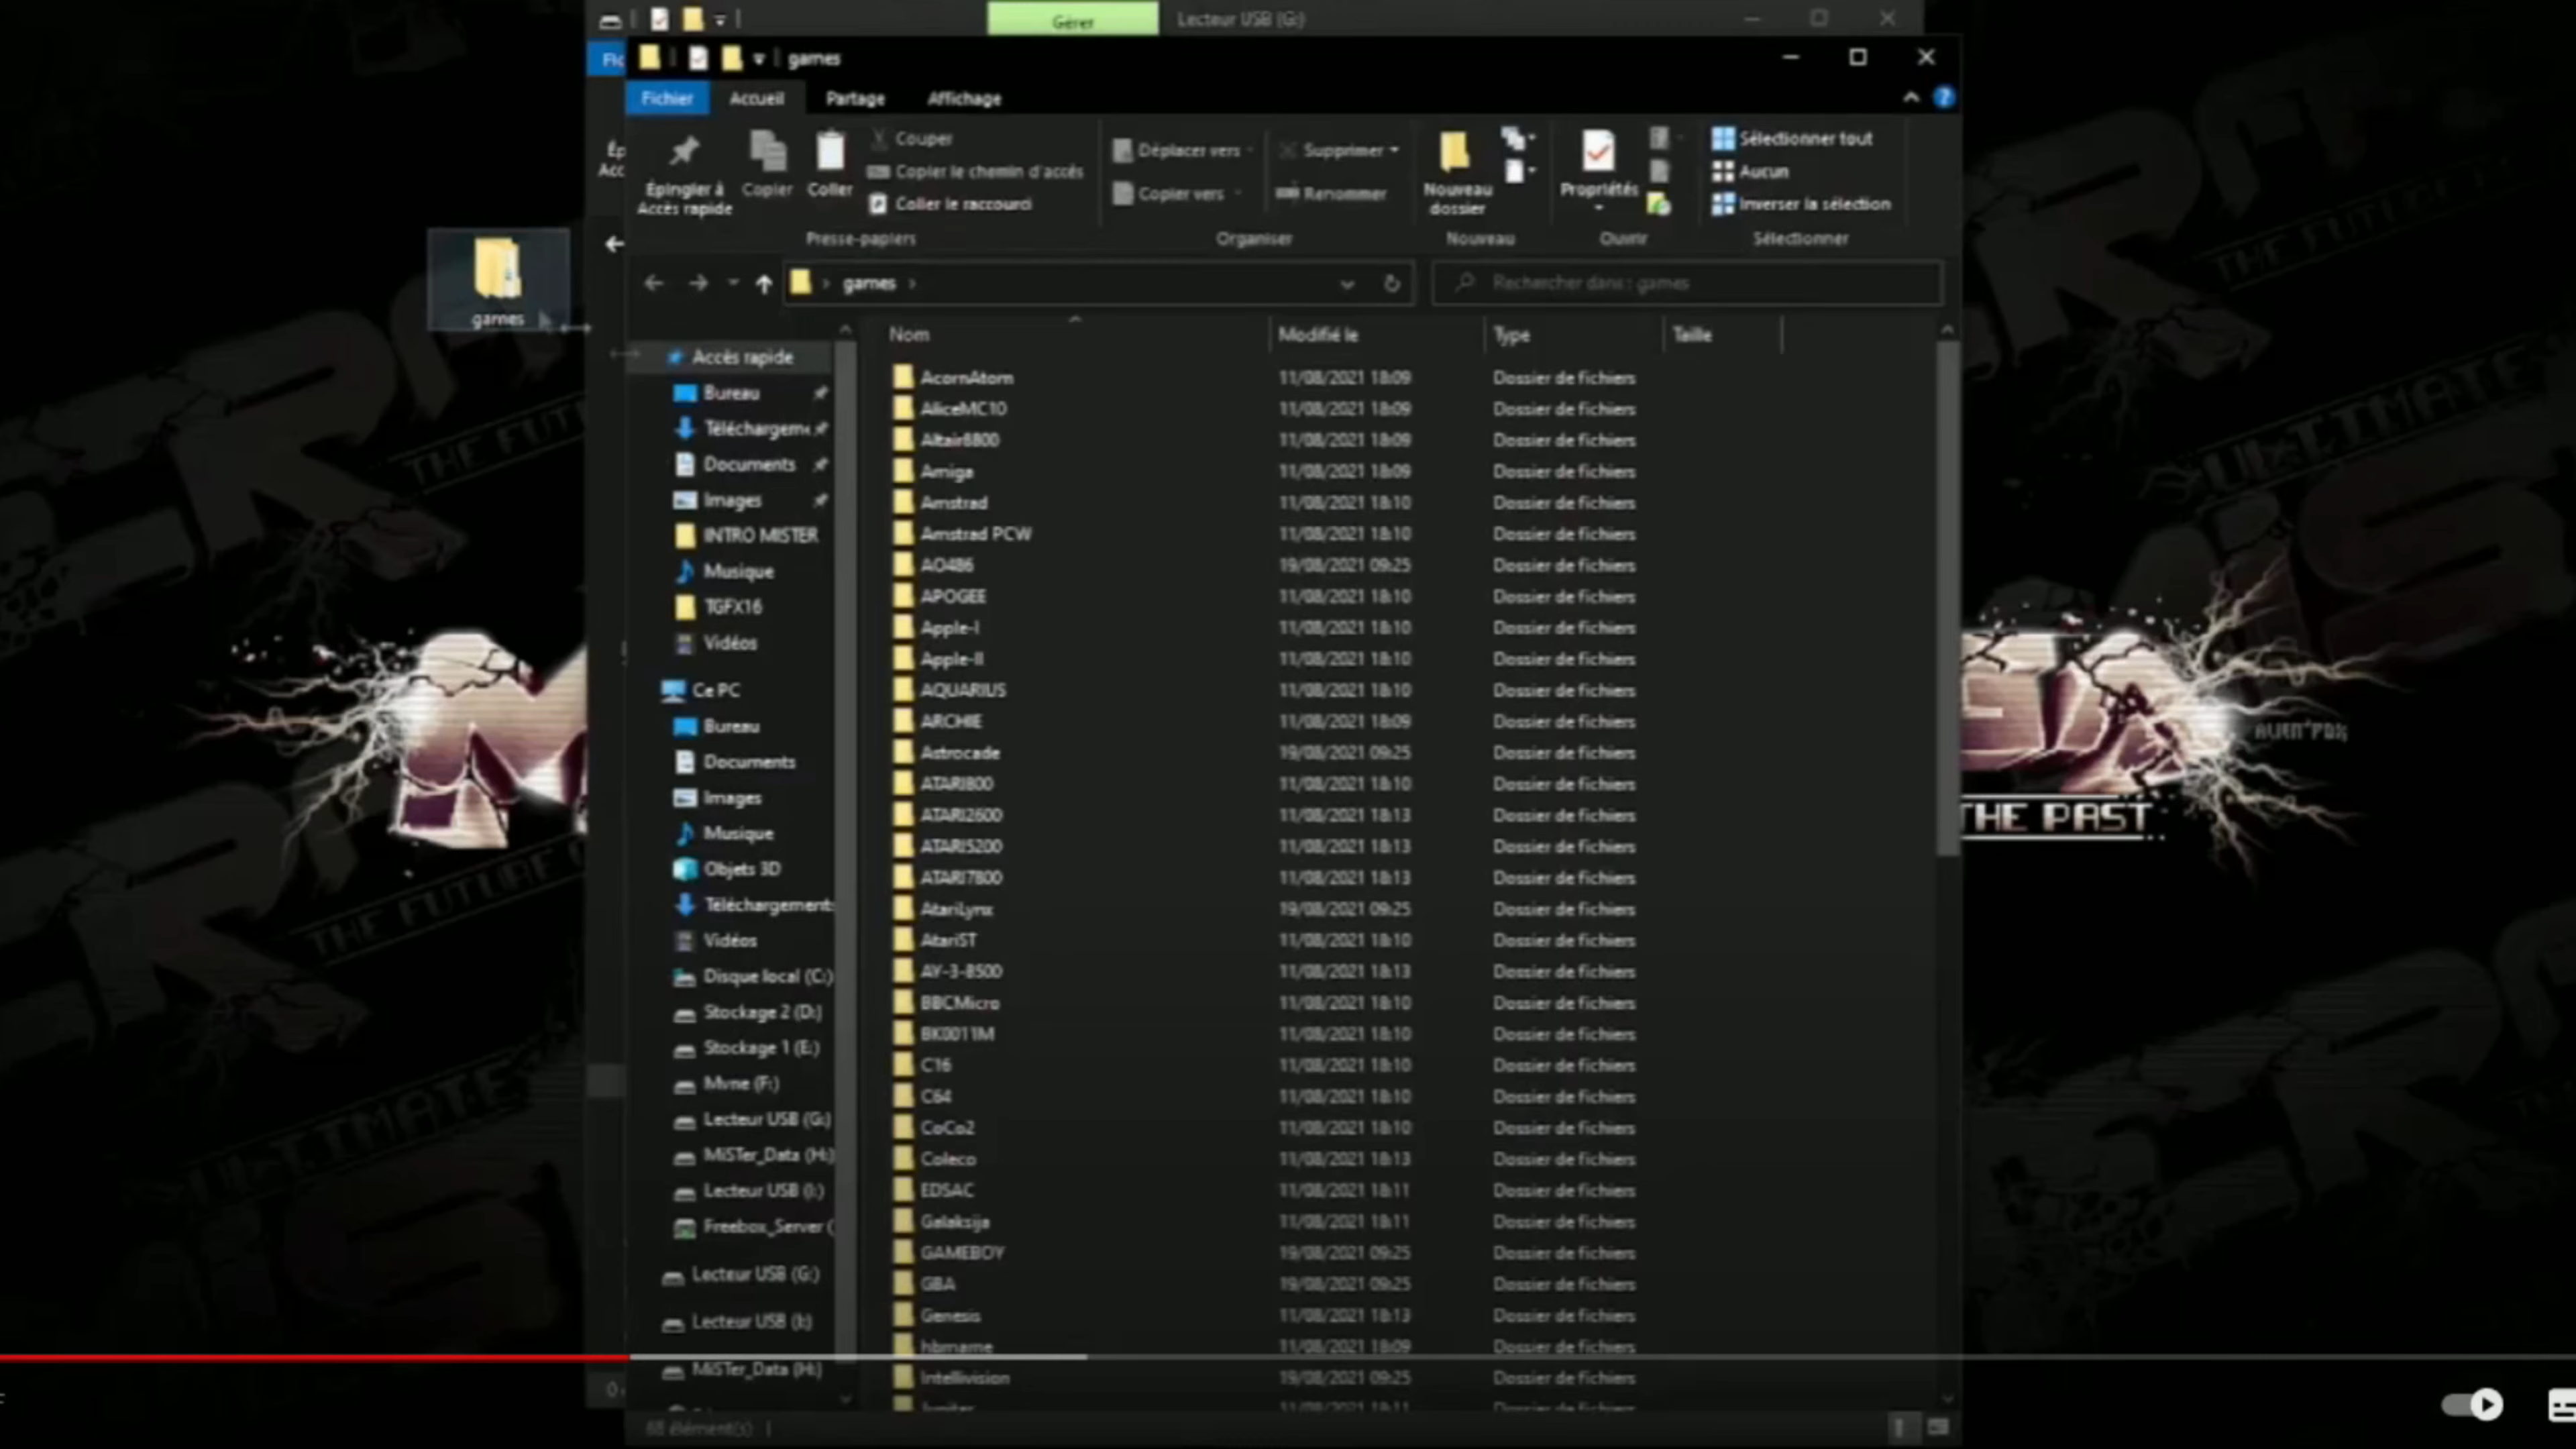 Gérer
Lecteur USB (G:)
games
Fichier
Accueil
Partage
Affichage
Épingler à
Accès rapide
Copier
Coller
Couper
Copier le chemin d'accès
Coller le raccourci
Déplacer vers
Copier vers
Supprimer
Renommer
Nouveau
dossier
Propriétés
Sélectionner tout
Aucun
Inverser la sélection
Presse-papiers
Organiser
Nouveau
Ouvrir
Sélectionner
games
games
Rechercher dans : games
Nom Modifié le Type Taille
Accès rapide
Bureau
Documents
Images
INTRO MISTER
Musique
TGFX16
Vidéos
Ce PC
Bureau
Documents
Images
Musique
Objets 3D
Téléchargements
Vidéos
Disque local (C:)
Stockage 2 (D:)
Stockage 1 (E:)
Mvne (F:)
Lecteur USB (G:)
MiSTer_Data (H:)
Lecteur USB (I:)
Freebox_Server (
Lecteur USB (G:)
Lecteur USB (I:)
MiSTer_Data (H:)
AcornAtom 11/08/2021 18:09 Dossier de fichiers
AliceMC10 11/08/2021 18:09 Dossier de fichiers
Altair8800 11/08/2021 18:09 Dossier de fichiers
Amiga 11/08/2021 18:09 Dossier de fichiers
Amstrad 11/08/2021 18:10 Dossier de fichiers
Amstrad PCW 11/08/2021 18:10 Dossier de fichiers
AO486 19/08/2021 09:25 Dossier de fichiers
APOGEE 11/08/2021 18:10 Dossier de fichiers
Apple-I 11/08/2021 18:10 Dossier de fichiers
Apple-II 11/08/2021 18:10 Dossier de fichiers
AQUARIUS 11/08/2021 18:10 Dossier de fichiers
ARCHIE 11/08/2021 18:09 Dossier de fichiers
Astrocade 19/08/2021 09:25 Dossier de fichiers
ATARI800 11/08/2021 18:10 Dossier de fichiers
ATARI2600 11/08/2021 18:13 Dossier de fichiers
ATARI5200 11/08/2021 18:13 Dossier de fichiers
ATARI7800 11/08/2021 18:13 Dossier de fichiers
AtariLynx 19/08/2021 09:25 Dossier de fichiers
AtariST 11/08/2021 18:10 Dossier de fichiers
AY-3-8500 11/08/2021 18:13 Dossier de fichiers
BBCMicro 11/08/2021 18:10 Dossier de fichiers
BK0011M 11/08/2021 18:10 Dossier de fichiers
C16 11/08/2021 18:10 Dossier de fichiers
C64 11/08/2021 18:10 Dossier de fichiers
CoCo2 11/08/2021 18:10 Dossier de fichiers
Coleco 11/08/2021 18:13 Dossier de fichiers
EDSAC 11/08/2021 18:11 Dossier de fichiers
Galaksija 11/08/2021 18:11 Dossier de fichiers
GAMEBOY 19/08/2021 09:25 Dossier de fichiers
GBA 19/08/2021 09:25 Dossier de fichiers
Genesis 11/08/2021 18:13 Dossier de fichiers
hbmame 11/08/2021 18:09 Dossier de fichiers
Intellivision 19/08/2021 09:25 Dossier de fichiers
68 élément(s)
THE PAST
ULTIMATE